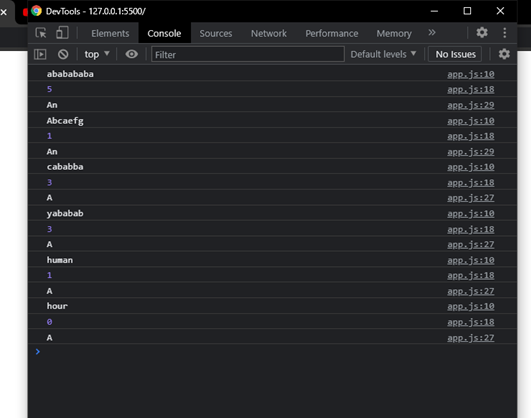 DevTools - 127.0.0.1:5500/
Elements Console Sources Network Performance Memory »
top Filter Default levels No Issues
ababababa app.js:10
5 app.js:18
An app.js:29
Abcaefg app.js:10
1 app.js:18
An app.js:29
cababba app.js:10
3 app.js:18
A app.js:27
yababab app.js:10
3 app.js:18
A app.js:27
human app.js:10
1 app.js:18
A app.js:27
hour app.js:10
0 app.js:18
A app.js:27